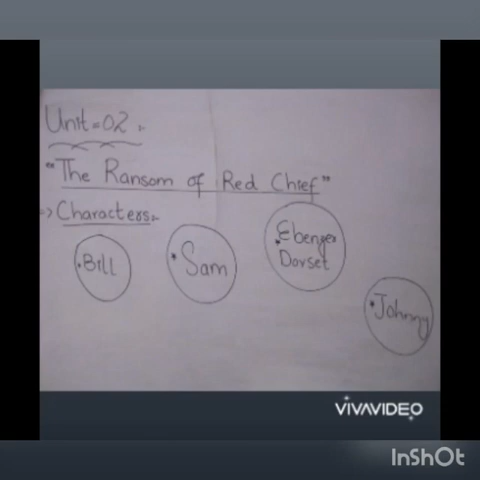 Unit = 02 :-
"The Ransom of Red Chief"
=> Characters:-
.Bill
•Sam
•Ebenezer
Dorset
•Johnny
VIVAVIDEO
InShOt